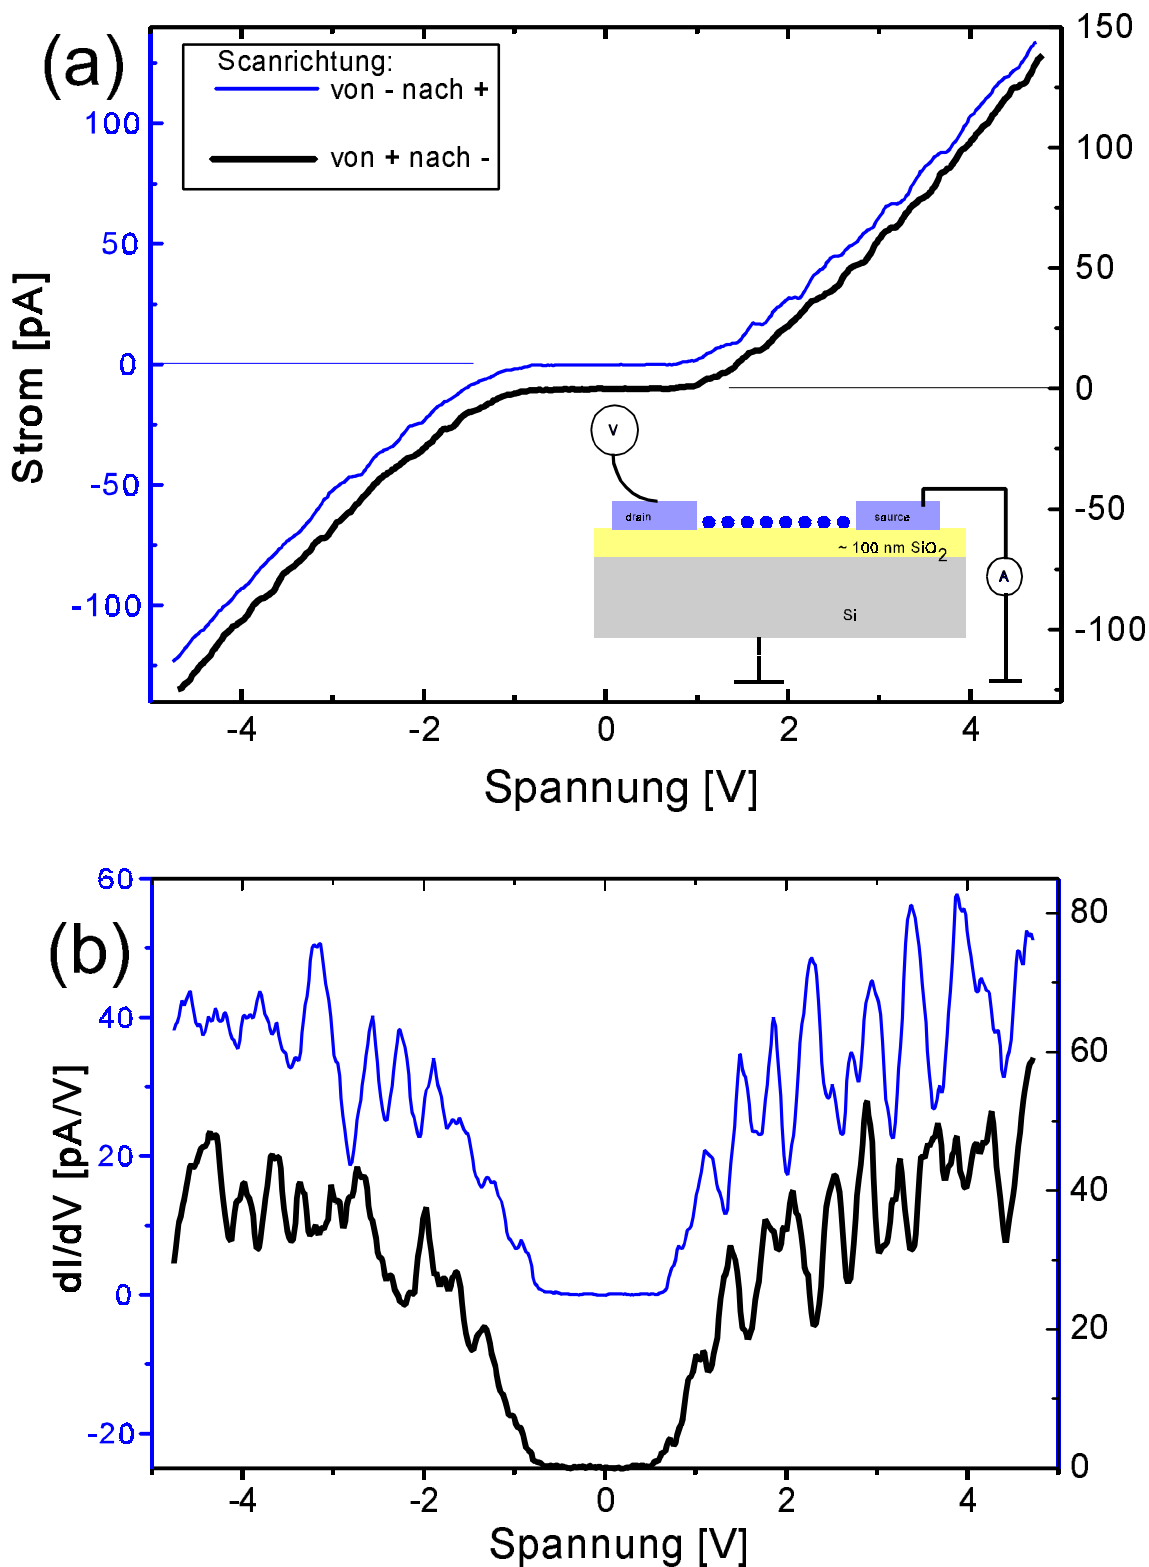 (a)
Scanrichtung:
von - nach +
von + nach -
150
100
50
0
-50
-100
100
50
0
-50
-100
Strom [pA]
V
drain
source
~ 100 nm SiO2
Si
A
-4
-2
0
2
4
Spannung [V]
(b)
60
40
20
0
-20
80
60
40
20
0
dI/dV [pA/V]
-4
-2
0
2
4
Spannung [V]